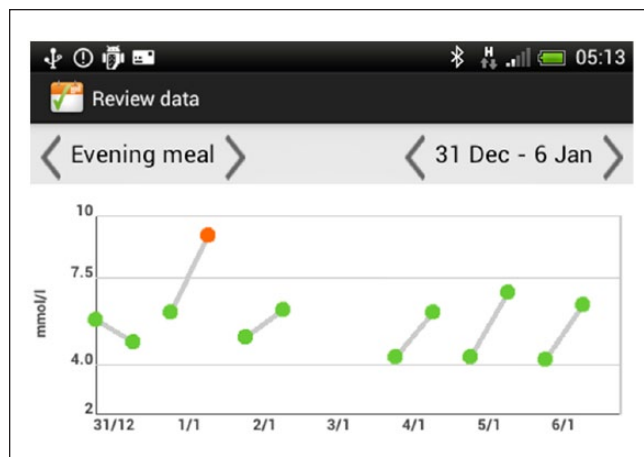 H 05:13
Review data
Evening meal 31 Dec - 6 Jan
10
7.5
mmol/l
4.0
2
31/12 1/1 2/1 3/1 4/1 5/1 6/1